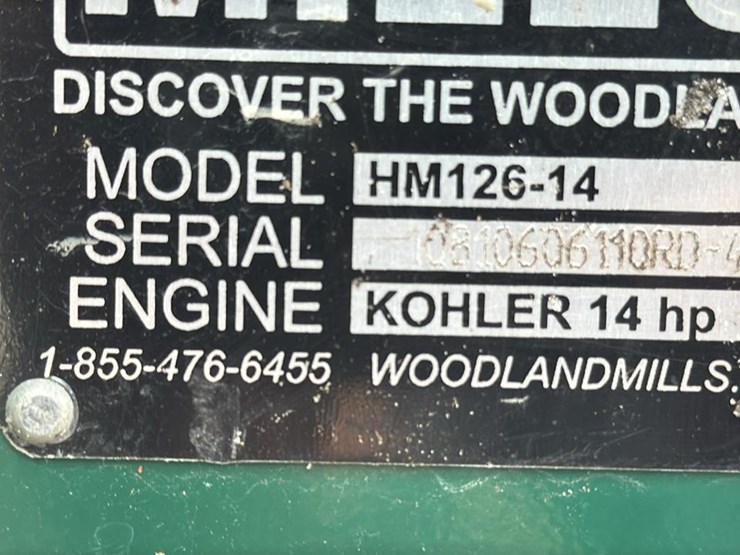 DISCOVER THE WOODLA
MODEL HM126-14
SERIAL
ENGINE KOHLER 14 hp
1-855-476-6455 WOODLANDMILLS.